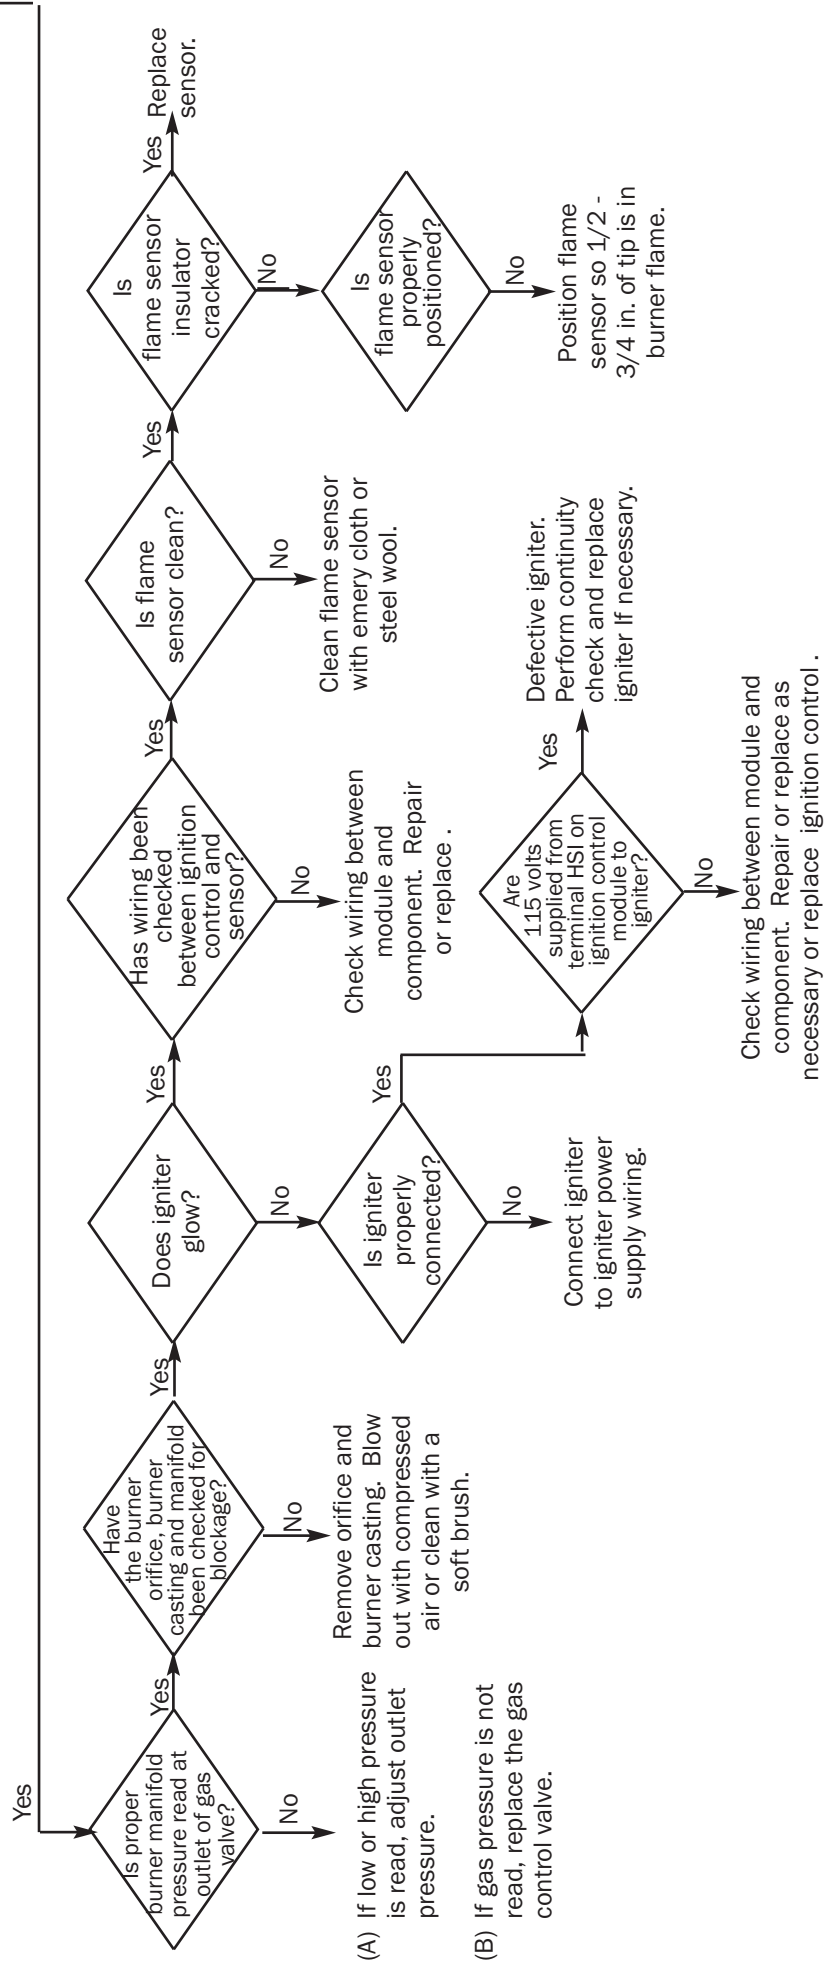 Yes
Is proper
burner manifold
pressure read at
outlet of gas
valve?
Yes
No
(A) If low or high pressure
is read, adjust outlet
pressure.
(B) If gas pressure is not
read, replace the gas
control valve.
Have
the burner
orifice, burner
casting and manifold
been checked for
blockage?
Yes
No
Remove orifice and
burner casting. Blow
out with compressed
air or clean with a
soft brush.
Does igniter
glow?
Yes
No
Is igniter
properly
connected?
Yes
No
Connect igniter
to igniter power
supply wiring.
Has wiring been
checked
between ignition
control and
sensor?
Yes
No
Check wiring between
module and
component. Repair
or replace .
Are
115 volts
supplied from
terminal HSI on
ignition control
module to
igniter?
Yes
Defective igniter.
Perform continuity
check and replace
igniter If necessary.
No
Check wiring between module and
component. Repair or replace as
necessary or replace ignition control .
Is flame
sensor clean?
Yes
No
Clean flame sensor
with emery cloth or
steel wool.
Is
flame sensor
insulator
cracked?
Yes
Replace
sensor.
No
Is
flame sensor
properly
positioned?
No
Position flame
sensor so 1/2 -
3/4 in. of tip is in
burner flame.